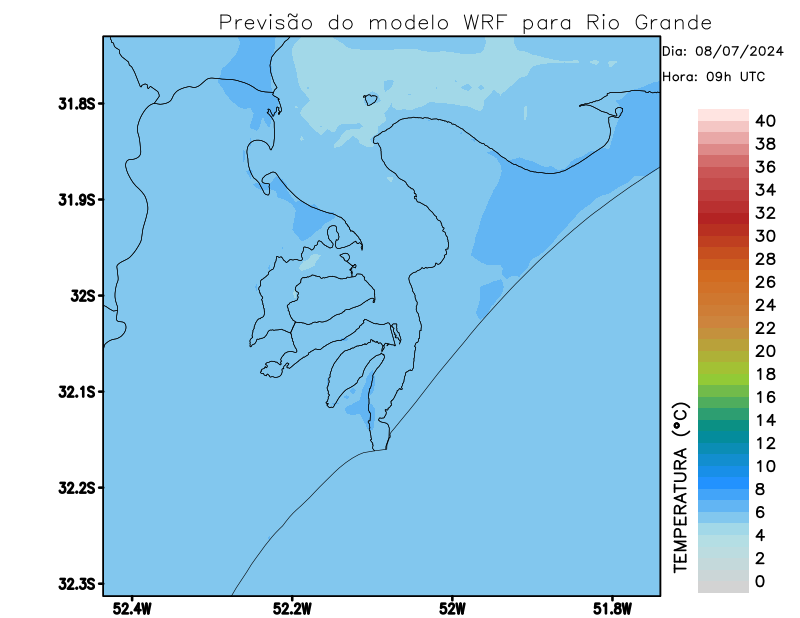 Previsão do modelo WRF para Rio Grande
Dia: 08/07/2024
Hora: 09h UTC
31.8S
31.9S
32S
32.1S
32.2S
32.3S
52.4W
52.2W
52W
51.8W
TEMPERATURA (°C)
40
38
36
34
32
30
28
26
24
22
20
18
16
14
12
10
8
6
4
2
0